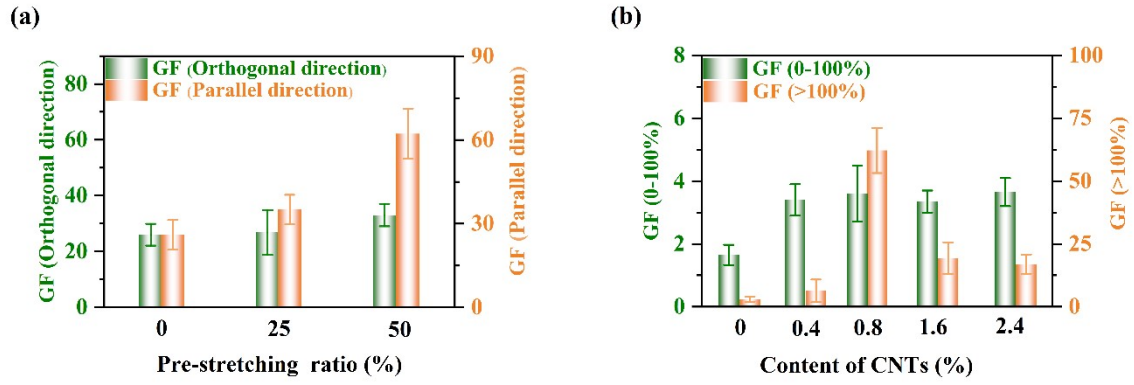 (a)
GF (Orthogonal direction)
80
60
40
20
0
GF (Orthogonal direction)
GF (Parallel direction)
90
60
30
0
GF (Parallel direction)
0 25 50
Pre-stretching ratio (%)
(b)
GF (0-100%)
8
6
4
2
0
GF (0-100%)
GF (>100%)
100
75
50
25
0
GF (>100%)
0 0.4 0.8 1.6 2.4
Content of CNTs (%)